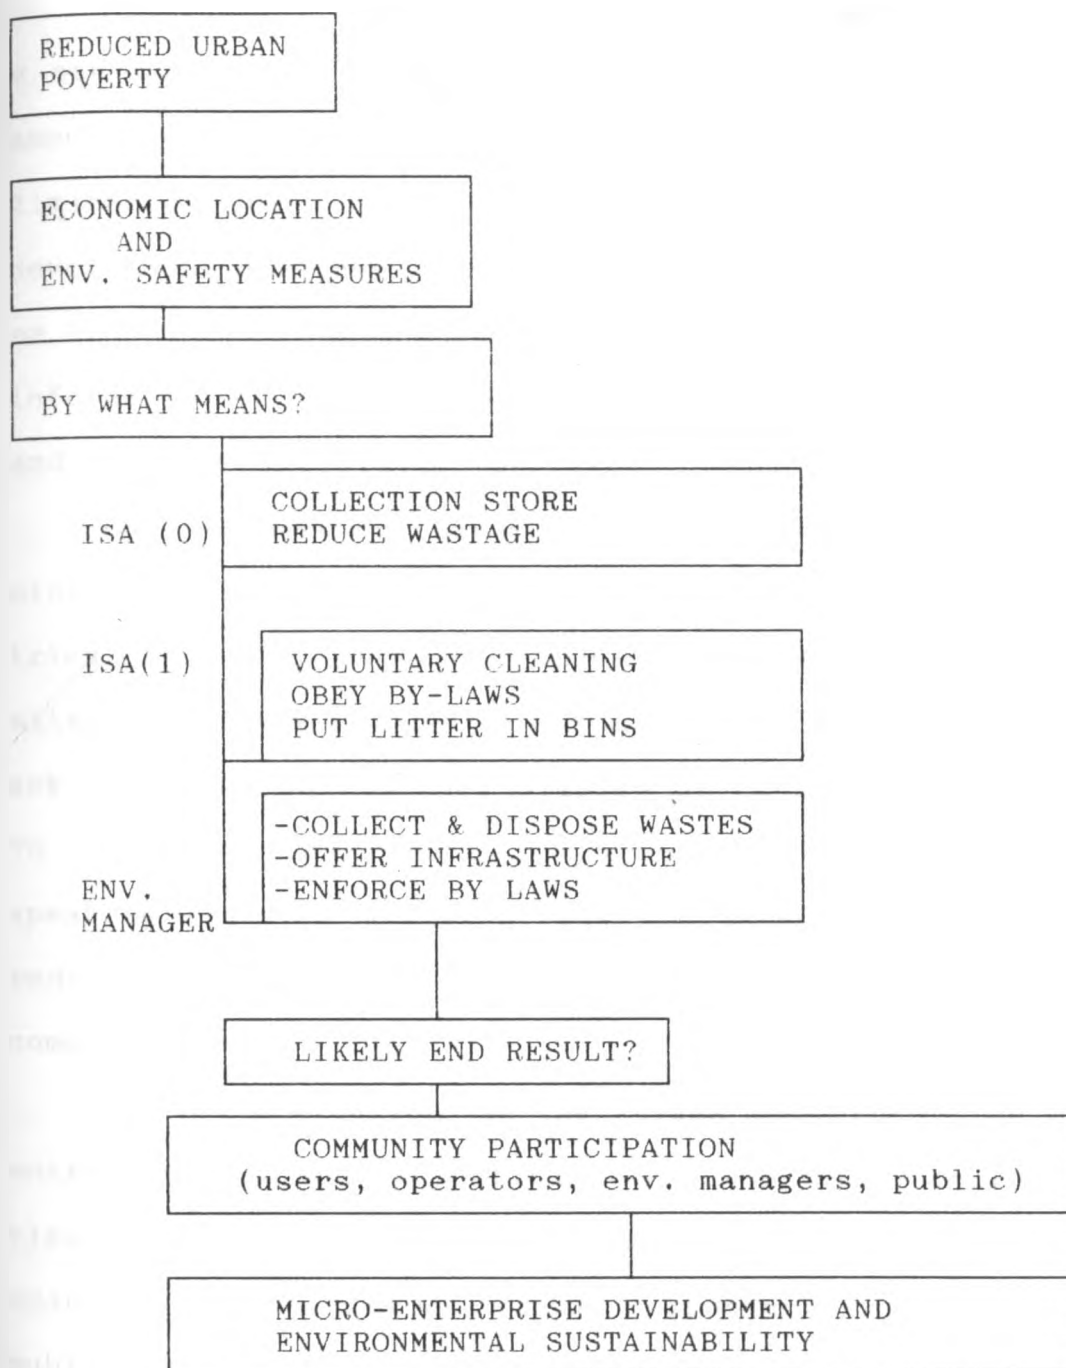 REDUCED URBAN
POVERTY
ECONOMIC LOCATION
AND
ENV. SAFETY MEASURES
BY WHAT MEANS?
COLLECTION STORE
ISA (0) REDUCE WASTAGE
ISA(1) VOLUNTARY CLEANING
OBEY BY-LAWS
PUT LITTER IN BINS
-COLLECT & DISPOSE WASTES
-OFFER INFRASTRUCTURE
ENV. -ENFORCE BY LAWS
MANAGER
LIKELY END RESULT?
COMMUNITY PARTICIPATION
(users, operators, env. managers, public)
MICRO-ENTERPRISE DEVELOPMENT AND
ENVIRONMENTAL SUSTAINABILITY